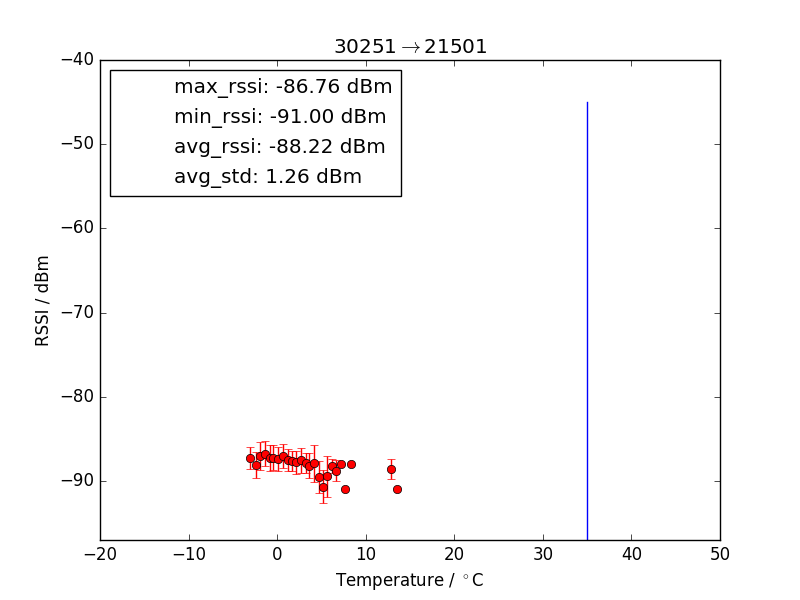 30251→21501
max_rssi: -86.76 dBm
min_rssi: -91.00 dBm
avg_rssi: -88.22 dBm
avg_std: 1.26 dBm
−40
−50
−60
−70
−80
−90
RSSI / dBm
−20 −10 0 10 20 30 40 50
Temperature / °C